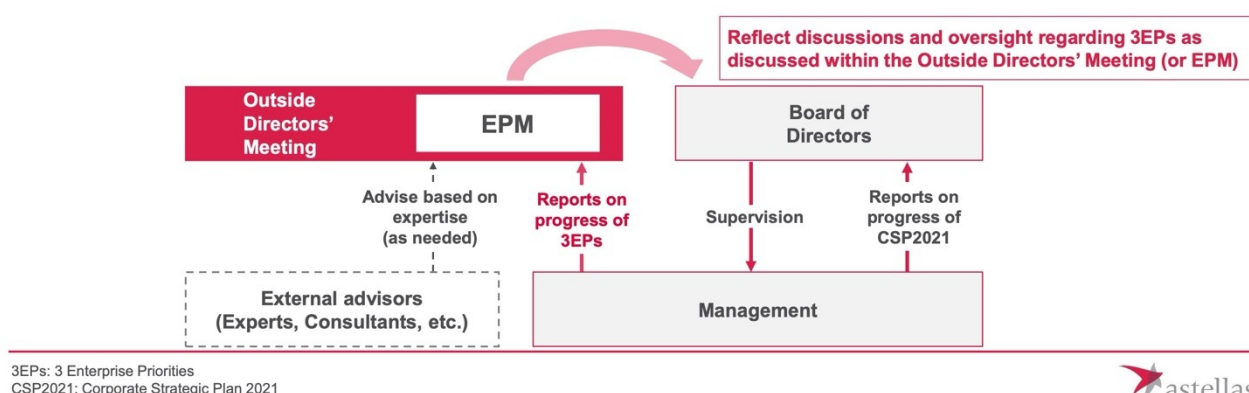 Reflect discussions and oversight regarding 3EPs as
discussed within the Outside Directors' Meeting (or EPM)
Outside
Directors'
Meeting
EPM
Board of
Directors
Advise based on
expertise
(as needed)
Reports on
progress of
3EPs
Supervision
Reports on
progress of
CSP2021
External advisors
(Experts, Consultants, etc.)
Management
3EPs: 3 Enterprise Priorities
CSP2021: Corporate Strategic Plan 2021
astellas